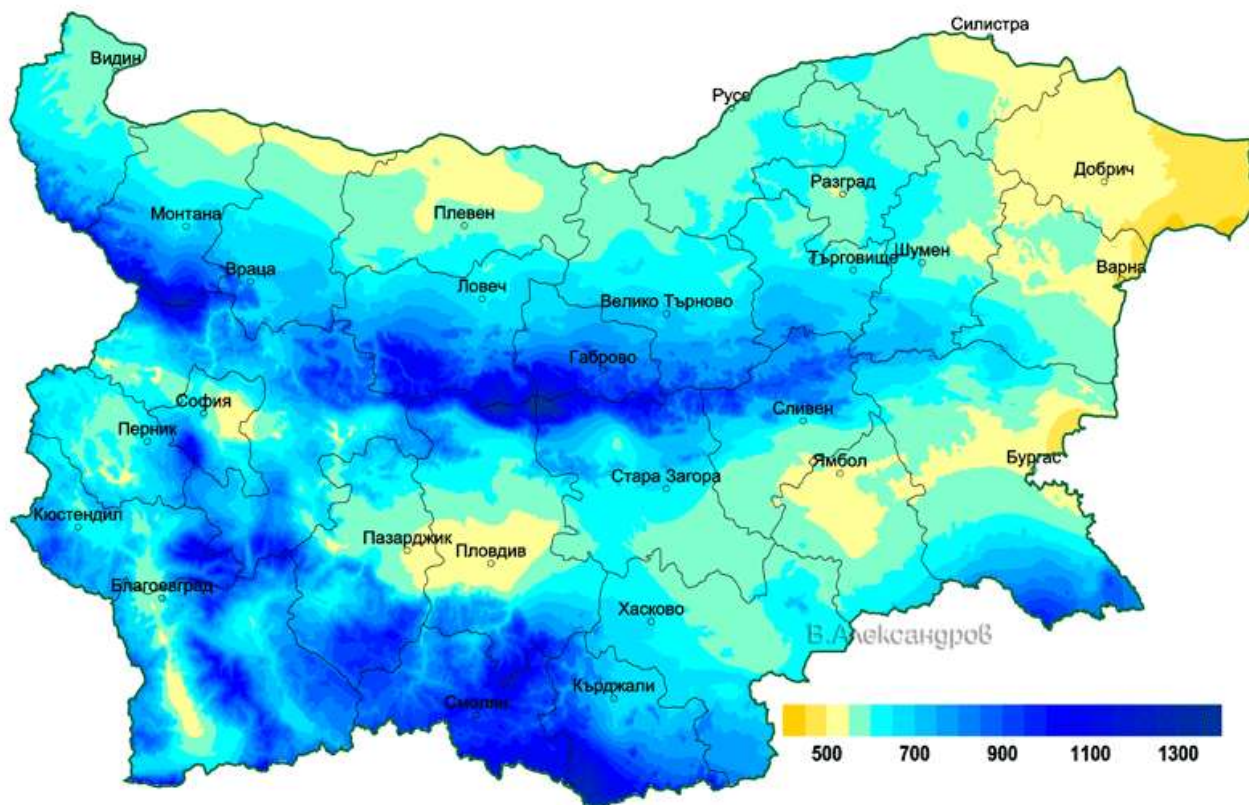 Силистра
Видин
Русе
Добрич
Разград
Монтана
Плевен
Шумен
Търговище
Варна
Враца
Ловеч
Велико Търново
Габрово
София
Сливен
Перник
Ямбол
Бургас
Стара Загора
Кюстендил
Пазарджик
Пловдив
Благоевград
Хасково
В.Александров
Кърджали
Смолян
500 700 900 1100 1300